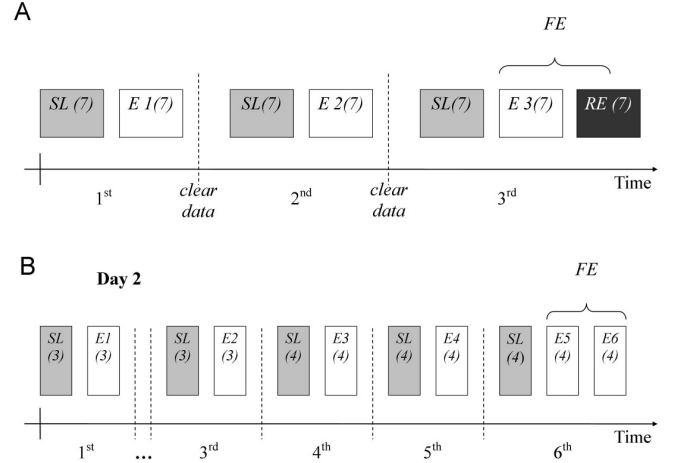 A
FE
SL (7) E 1(7) SL(7) E 2(7) SL(7) E 3(7) RE (7)
Time
1st clear data 2nd clear data 3rd
B
Day 2
FE
SL (3) E1 (3) SL (3) E2 (3) SL (4) E3 (4) SL (4) E4 (4) SL (4) E5 (4) E6 (4)
Time
1st ... 3rd 4th 5th 6th